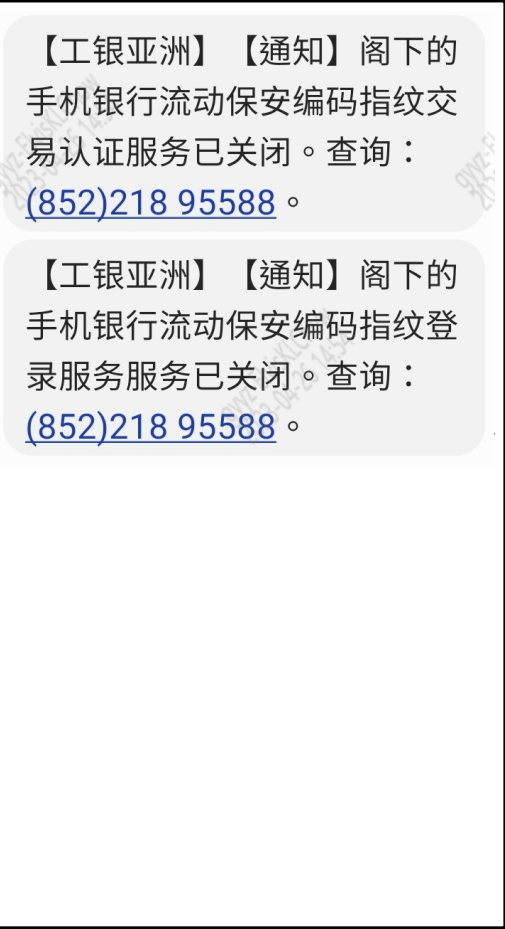 【工银亚洲】【通知】阁下的
手机银行流动保安编码指纹交
易认证服务已关闭。查询：
(852)218 95588。
【工银亚洲】【通知】阁下的
手机银行流动保安编码指纹登
录服务服务已关闭。查询：
(852)218 95588。